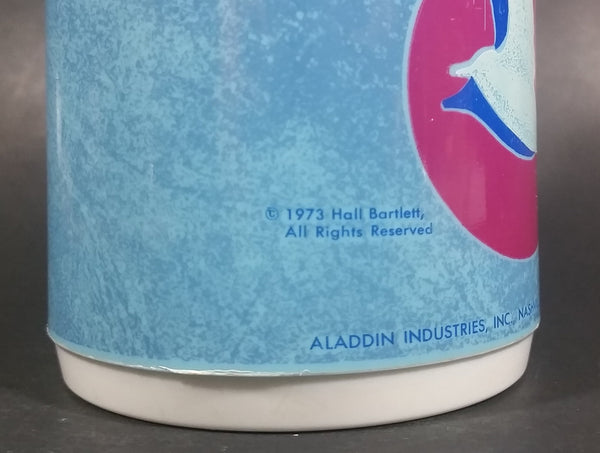 © 1973 Hall Bartlett,
All Rights Reserved
ALADDIN INDUSTRIES, INC.,